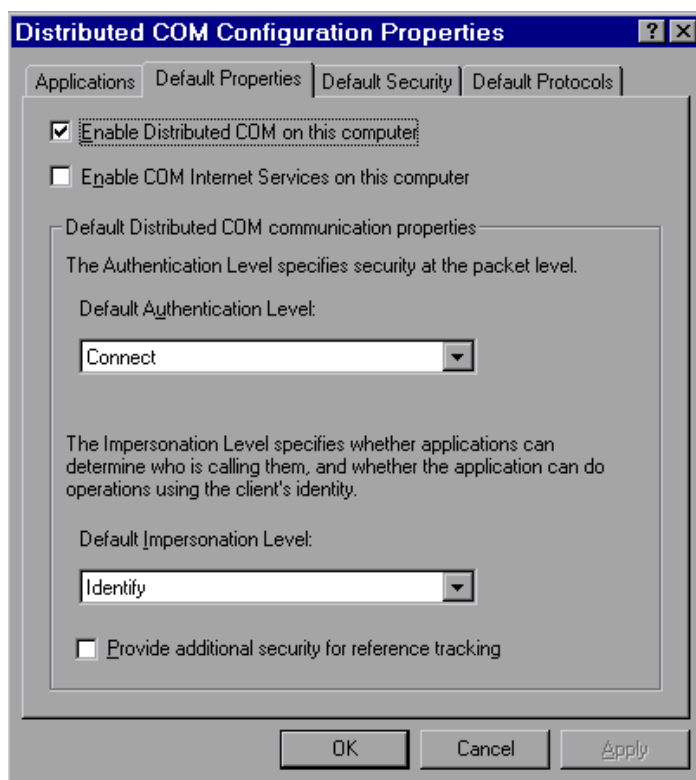 Distributed COM Configuration Properties
Applications Default Properties Default Security Default Protocols
Enable Distributed COM on this computer
Enable COM Internet Services on this computer
Default Distributed COM communication properties
The Authentication Level specifies security at the packet level.
Default Authentication Level:
Connect
The Impersonation Level specifies whether applications can
determine who is calling them, and whether the application can do
operations using the client's identity.
Default Impersonation Level:
Identify
Provide additional security for reference tracking
OK Cancel Apply